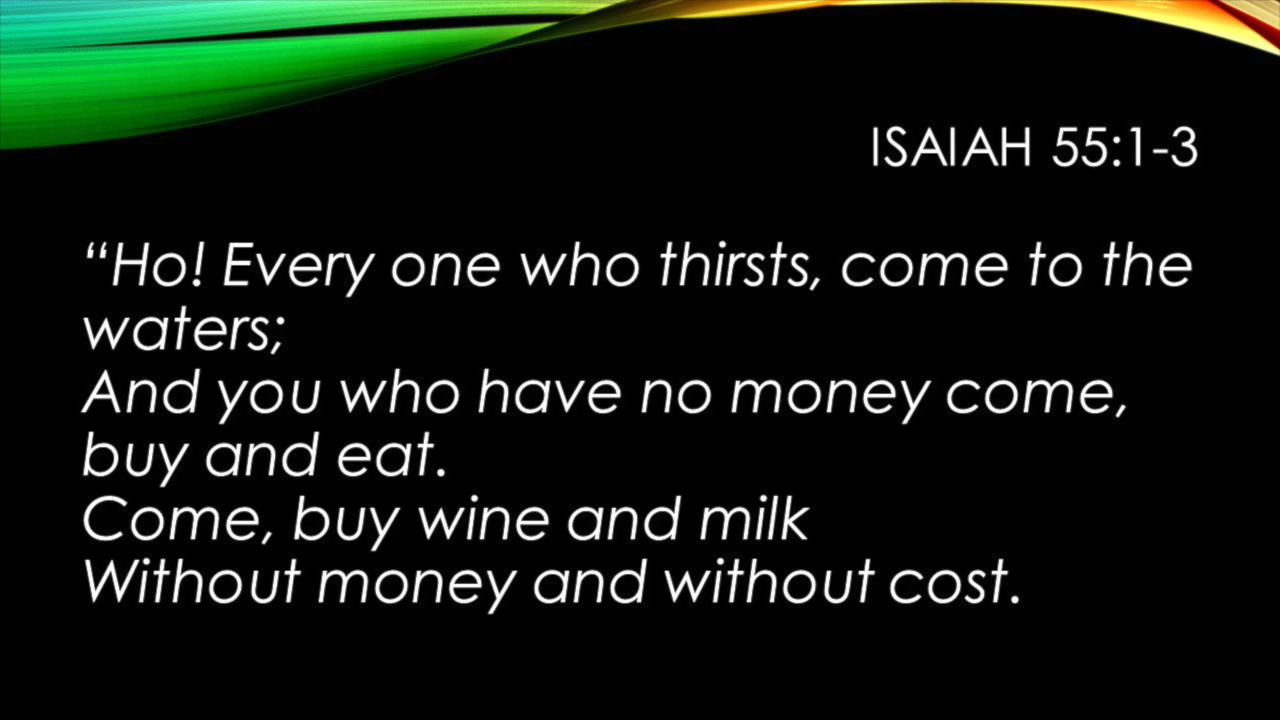 ISAIAH 55:1-3
“Ho! Every one who thirsts, come to the
waters;
And you who have no money come,
buy and eat.
Come, buy wine and milk
Without money and without cost.